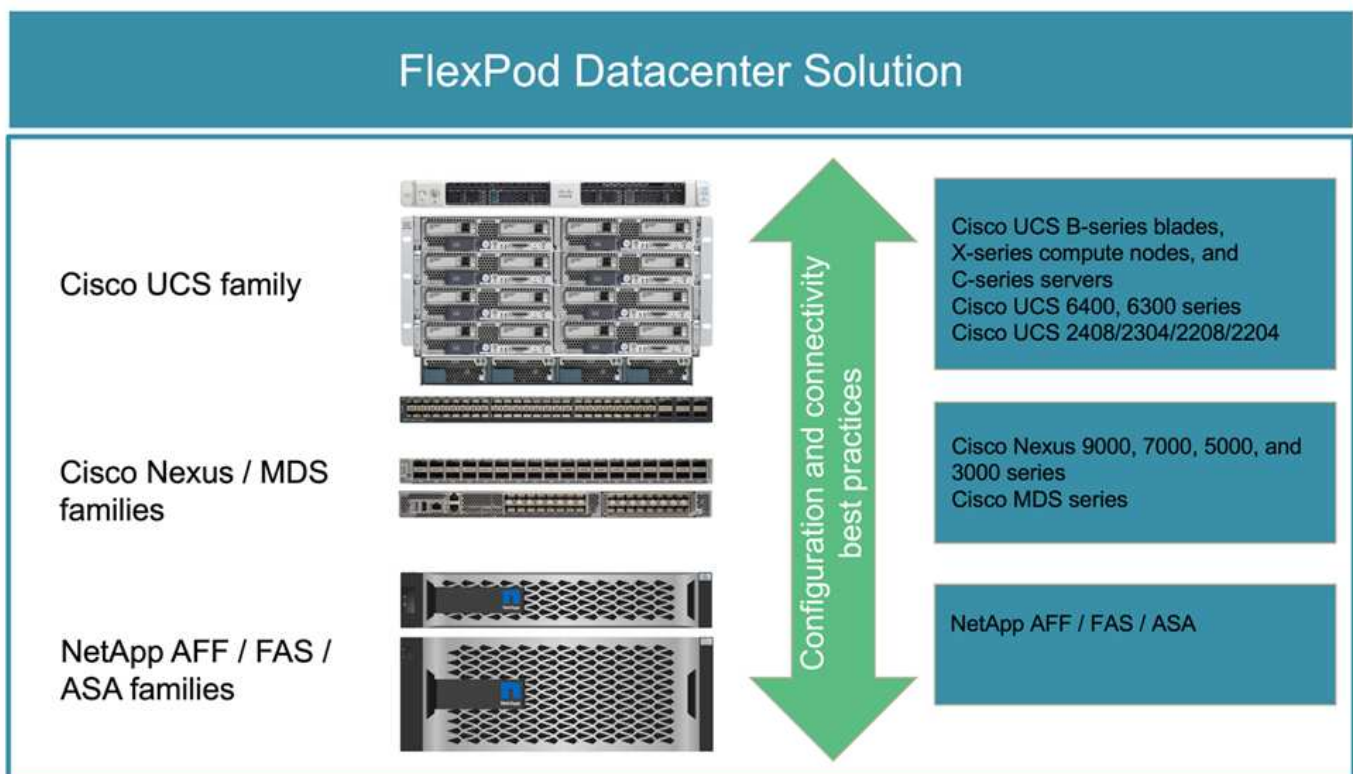 FlexPod Datacenter Solution
Cisco UCS family
Cisco UCS B-series blades,
X-series compute nodes, and
C-series servers
Cisco UCS 6400, 6300 series
Cisco UCS 2408/2304/2208/2204
Configuration and connectivity
best practices
Cisco Nexus / MDS
families
Cisco Nexus 9000, 7000, 5000, and
3000 series
Cisco MDS series
NetApp
NetApp AFF / FAS /
ASA families
NetApp
NetApp AFF / FAS / ASA